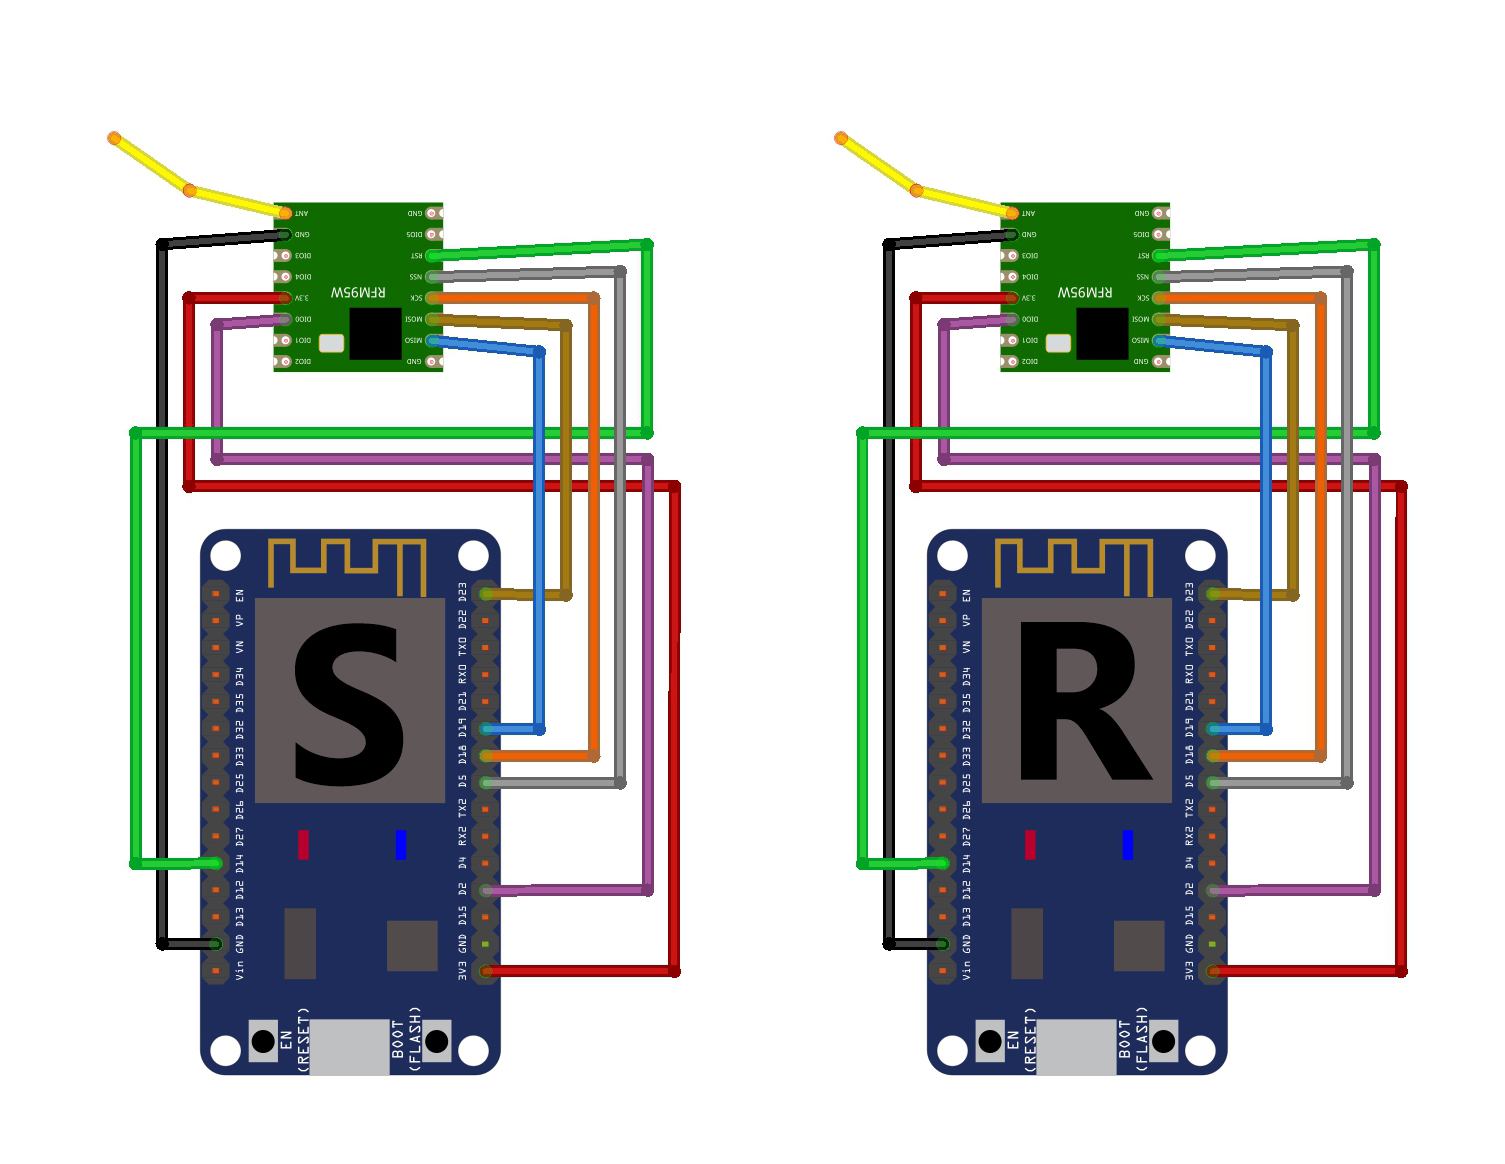 ANT
GND
DIO3
DIO4
3.3V
DIO0
DIO1
DIO2
RFM95W
GND
DIO5
RST
NSS
SCK
MOSI
MISO
GND
EN
VP
VN
D34
D35
D32
D33
D25
D26
D27
D14
D12
D13
GND
Vin
S
D23
D22
TX0
RX0
D21
D19
D18
D5
TX2
RX2
D4
D2
D15
GND
3V3
EN
(RESET)
BOOT
(FLASH)
ANT
GND
DIO3
DIO4
3.3V
DIO0
DIO1
DIO2
RFM95W
GND
DIO5
RST
NSS
SCK
MOSI
MISO
GND
EN
VP
VN
D34
D35
D32
D33
D25
D26
D27
D14
D12
D13
GND
Vin
R
D23
D22
TX0
RX0
D21
D19
D18
D5
TX2
RX2
D4
D2
D15
GND
3V3
EN
(RESET)
BOOT
(FLASH)